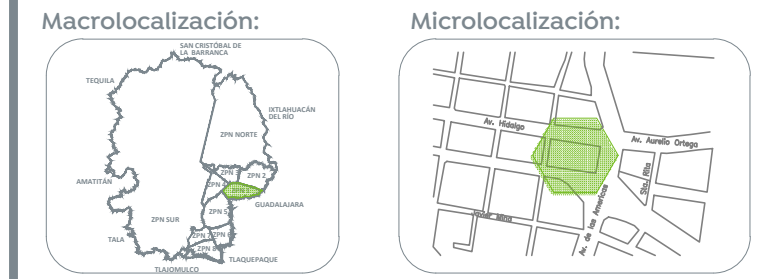 Macrolocalización:
Microlocalización:
SAN CRISTÓBAL DE
LA BARRANCA
TEQUILA
IXTLAHUACÁN
DEL RÍO
ZPN NORTE
ZPN 3
ZPN 2
ZPN 4
AMATITÁN
GUADALAJARA
ZPN 5
ZPN SUR
ZPN 7
ZPN 6
TALA
ZPN 8
TLAQUEPAQUE
TLAJOMULCO
Av. Hidalgo
Av. Aurelio Ortega
Sta. Rita
Javier Mina
Av. de las Americas